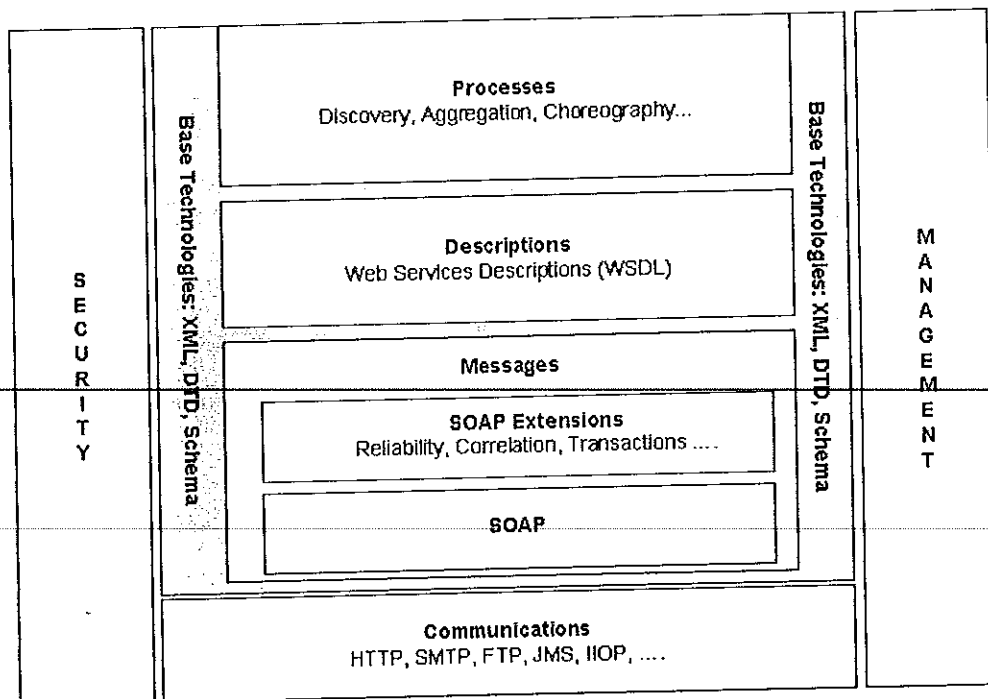 SECURITY
Base Technologies: XML, DTD, Schema
Processes
Discovery, Aggregation, Choreography...
Descriptions
Web Services Descriptions (WSDL)
Messages
SOAP Extensions
Reliability, Correlation, Transactions ....
SOAP
Base Technologies: XML, DTD, Schema
MANAGEMENT
Communications
HTTP, SMTP, FTP, JMS, IIOP, ....